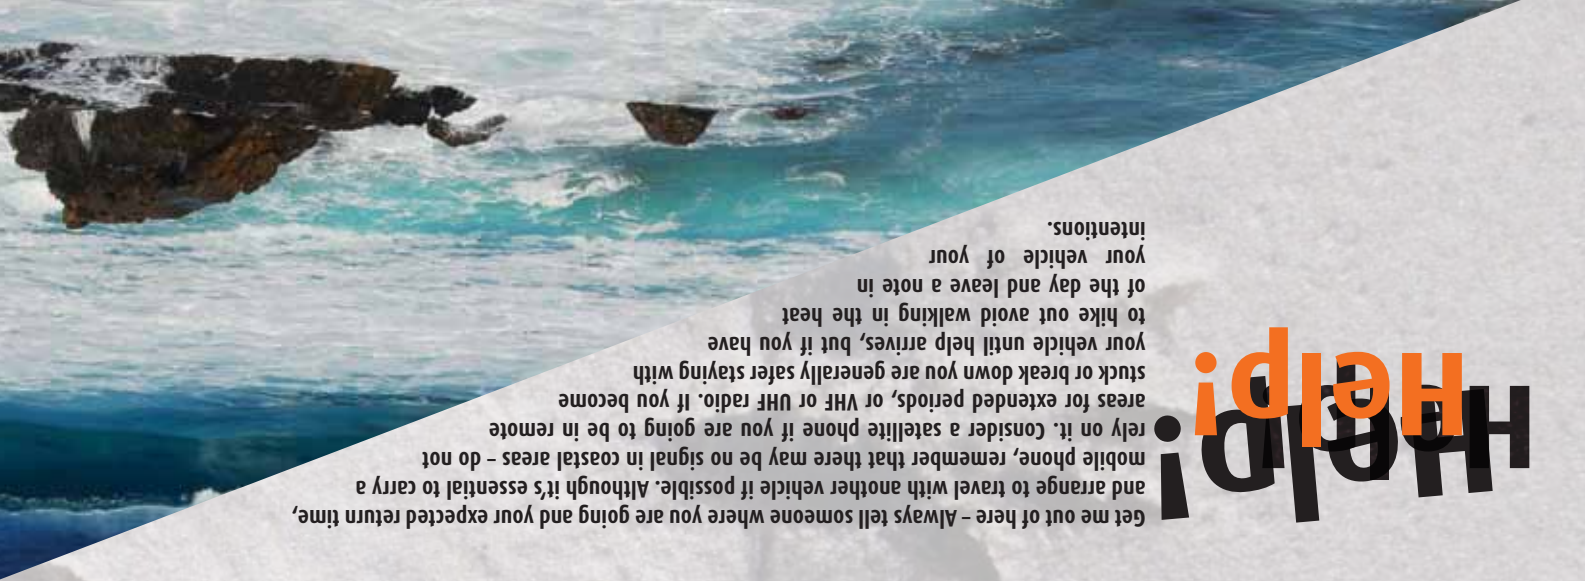 Help!
Help!
Help!
Get me out of here – Always tell someone where you are going and your expected return time,
and arrange to travel with another vehicle if possible. Although it's essential to carry a
mobile phone, remember that there may be no signal in coastal areas – do not
rely on it. Consider a satellite phone if you are going to be in remote
areas for extended periods, or VHF or UHF radio. If you become
stuck or break down you are generally safer staying with
your vehicle until help arrives, but if you have
to hike out avoid walking in the heat
of the day and leave a note in
your vehicle of your
intentions.